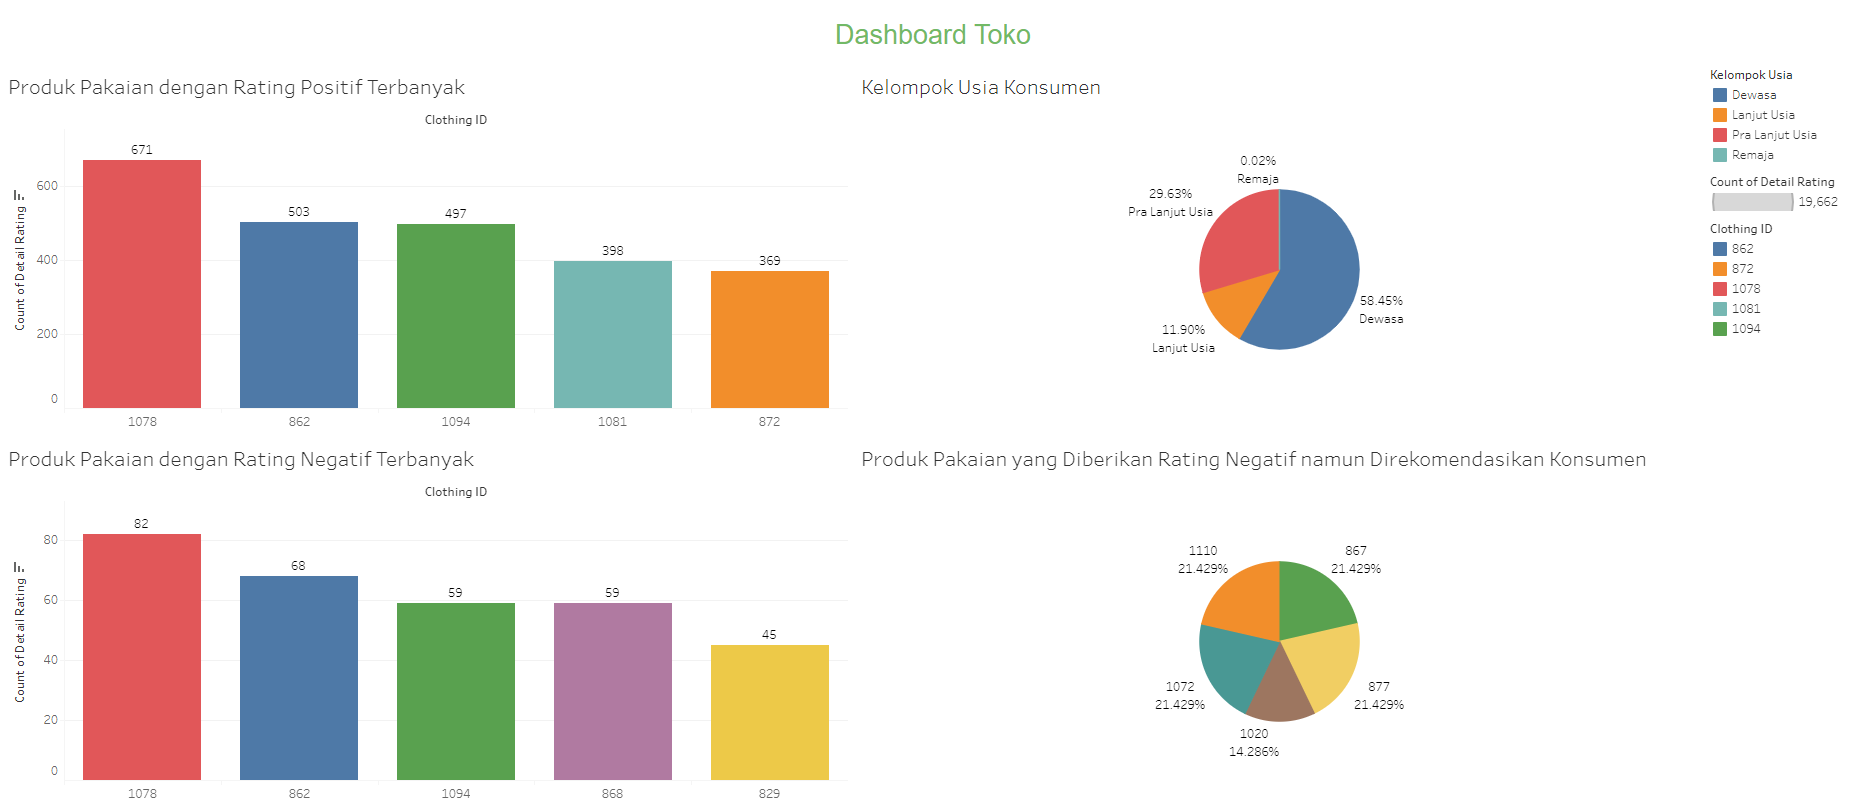 Dashboard Toko
Produk Pakaian dengan Rating Positif Terbanyak
Clothing ID
Count of Detail Rating
600
400
200
0
671
503
497
398
369
1078
862
1094
1081
872
Kelompok Usia Konsumen
0.02%
Remaja
29.63%
Pra Lanjut Usia
58.45%
Dewasa
11.90%
Lanjut Usia
Kelompok Usia
Dewasa
Lanjut Usia
Pra Lanjut Usia
Remaja
Count of Detail Rating
19,662
Clothing ID
862
872
1078
1081
1094
Produk Pakaian dengan Rating Negatif Terbanyak
Clothing ID
Count of Detail Rating
80
60
40
20
0
82
68
59
59
45
1078
862
1094
868
829
Produk Pakaian yang Diberikan Rating Negatif namun Direkomendasikan Konsumen
1110
21.429%
867
21.429%
1072
21.429%
877
21.429%
1020
14.286%